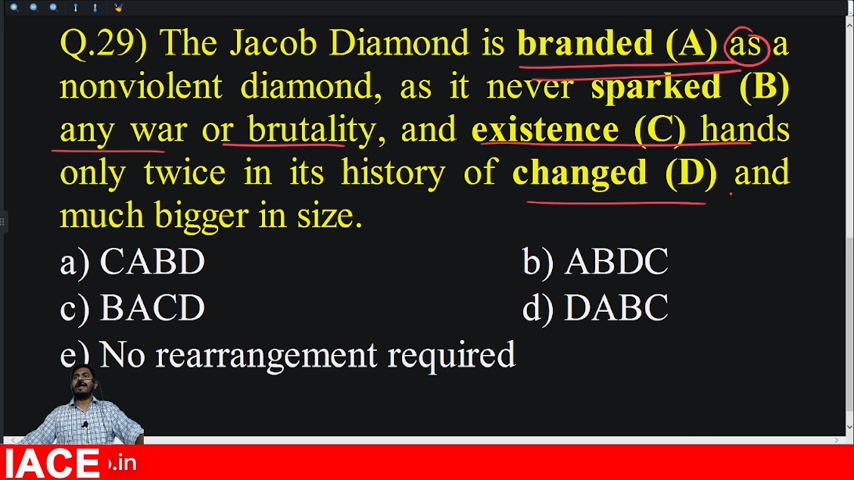 Q.29) The Jacob Diamond is branded (A) as a
nonviolent diamond, as it never sparked (B)
any war or brutality, and existence (C) hands
only twice in its history of changed (D) and
much bigger in size.
a) CABD b) ABDC
c) BACD d) DABC
e) No rearrangement required
IACE .in